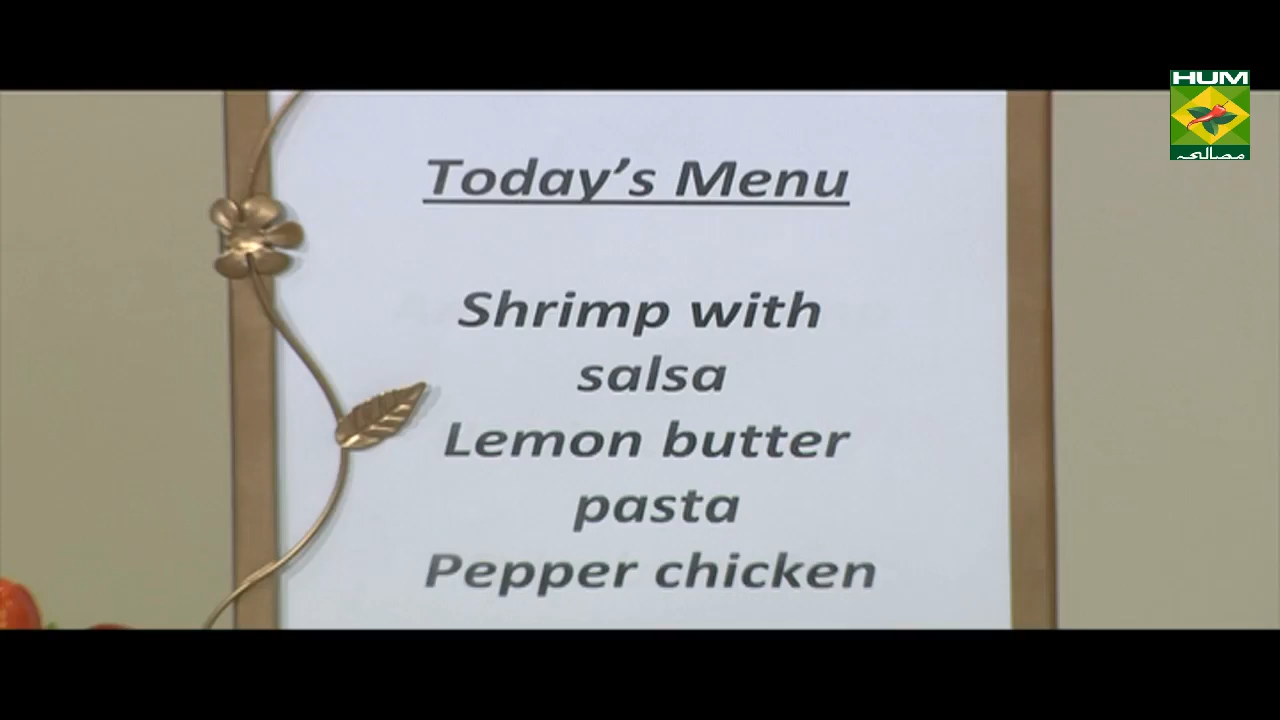 HUM
مصالحہ
Today's Menu
Shrimp with
salsa
Lemon butter
pasta
Pepper chicken